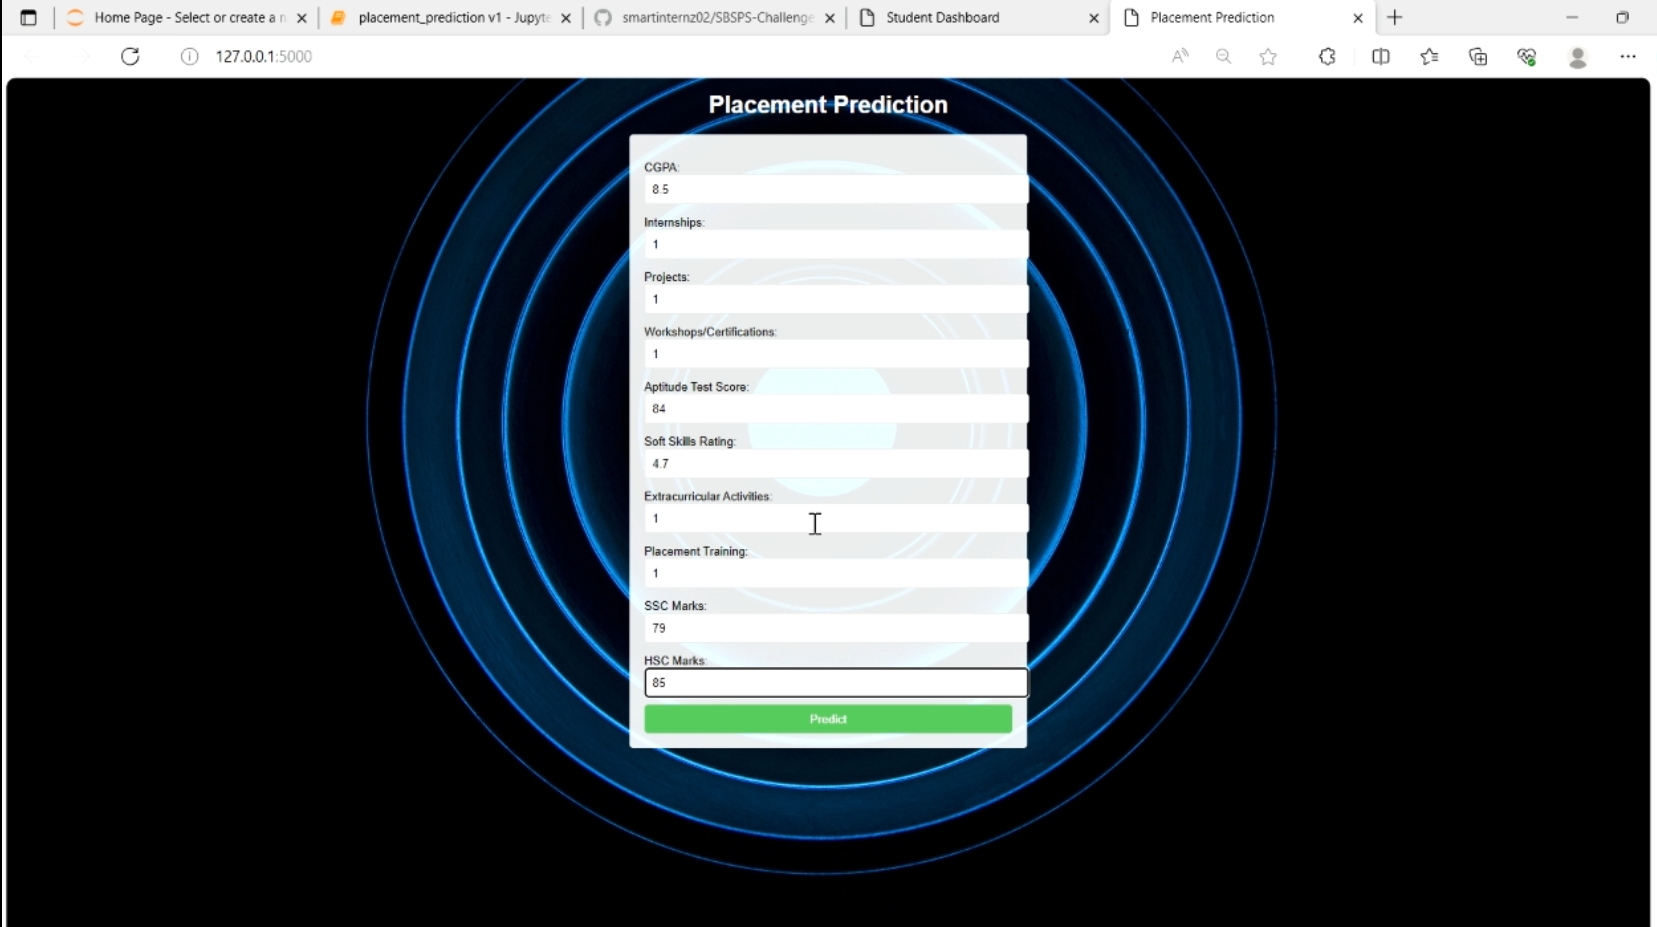 Home Page - Select or create a n
placement_prediction v1 - Jupyte
smartinternz02/SBSPS-Challenge
Student Dashboard
Placement Prediction
127.0.0.1:5000
Placement Prediction
CGPA:
8.5
Internships:
1
Projects:
1
Workshops/Certifications:
1
Aptitude Test Score:
84
Soft Skills Rating:
4.7
Extracurricular Activities:
1
Placement Training:
1
SSC Marks:
79
HSC Marks:
85
Predict